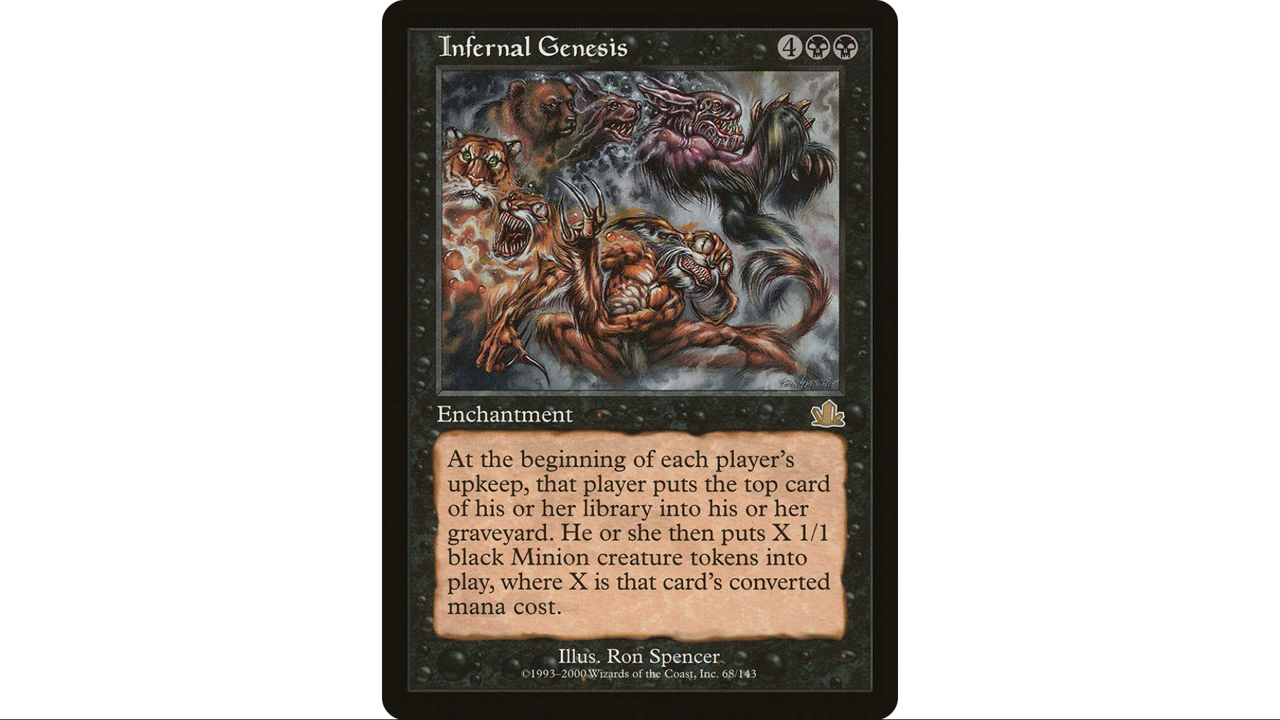 Infernal Genesis
4
Enchantment
At the beginning of each player's
upkeep, that player puts the top card
of his or her library into his or her
graveyard. He or she then puts X 1/1
black Minion creature tokens into
play, where X is that card's converted
mana cost.
Illus. Ron Spencer
©1993–2000 Wizards of the Coast, Inc. 68/143